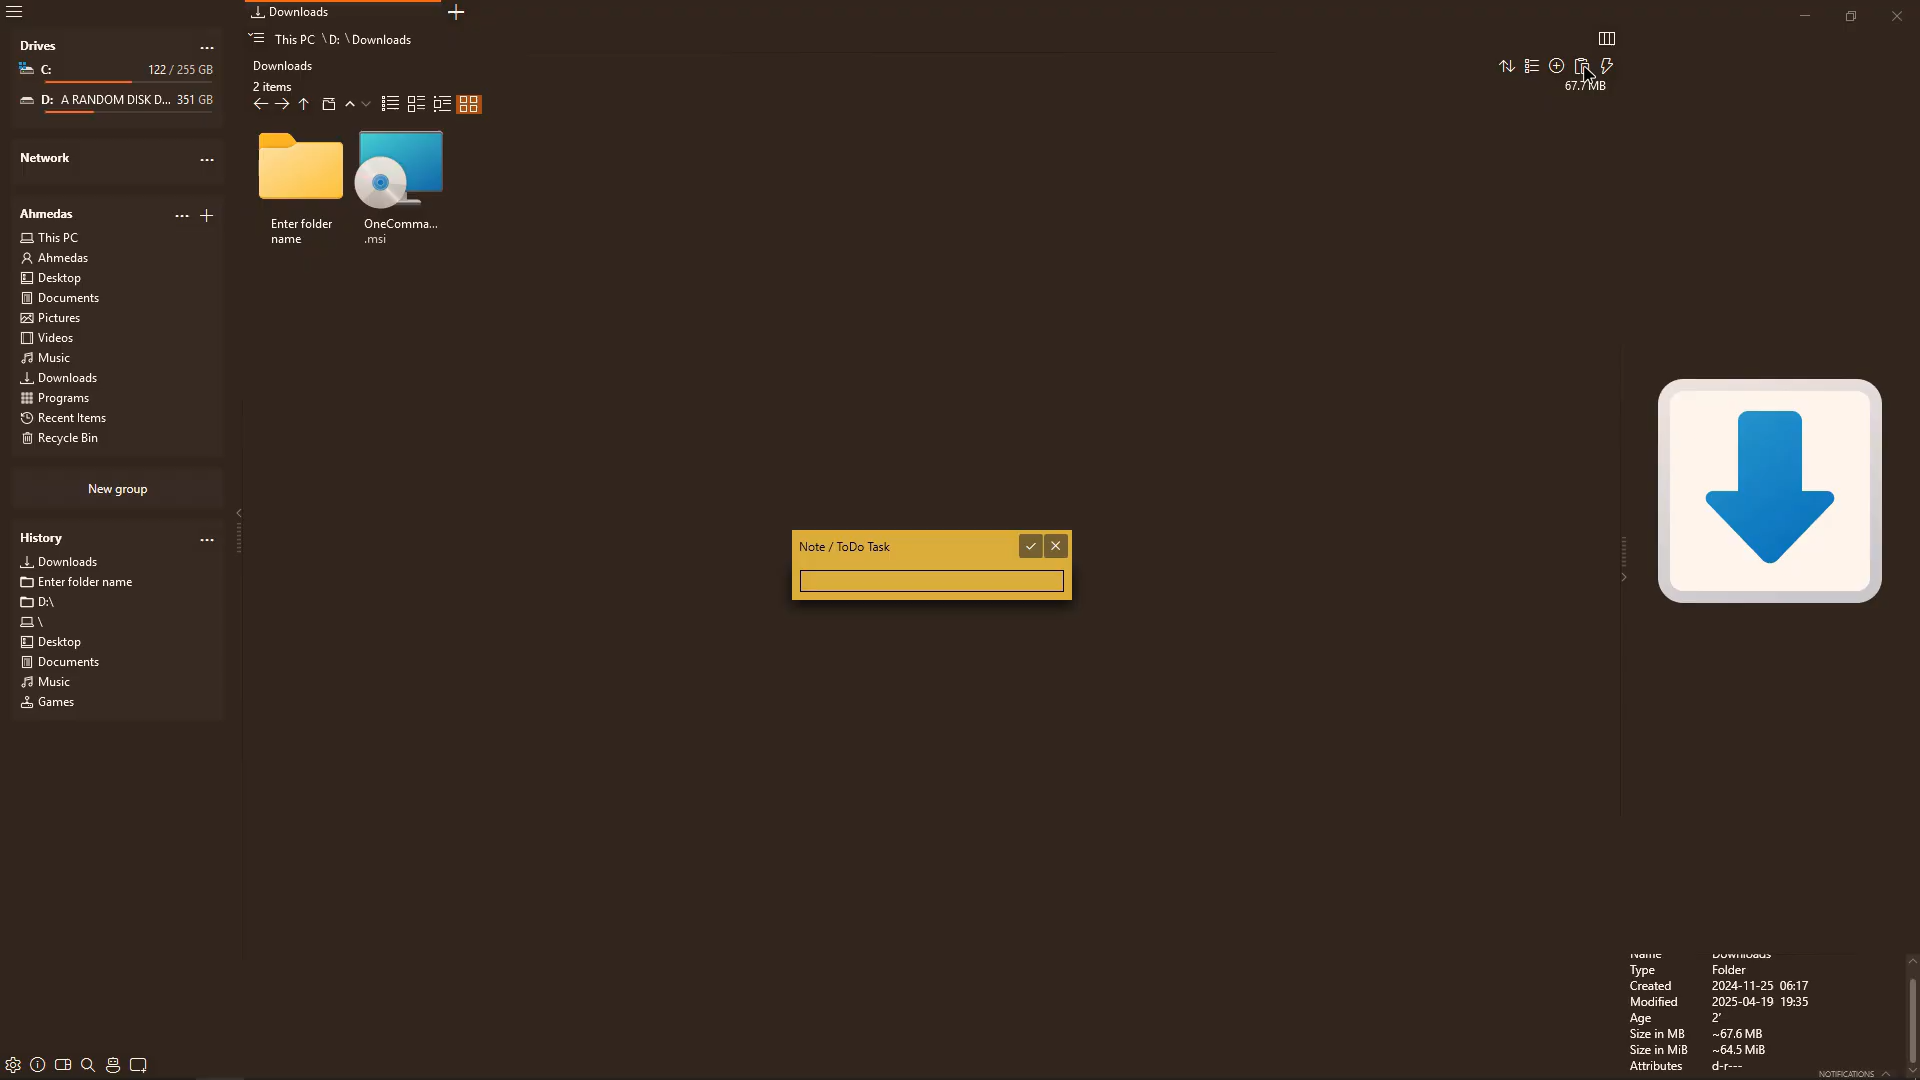 Downloads
This PC \ D: \ Downloads
Drives
C: 122 / 255 GB
D: A RANDOM DISK D... 351 GB
Network
Ahmedas
This PC
Ahmedas
Desktop
Documents
Pictures
Videos
Music
Downloads
Programs
Recent Items
Recycle Bin
New group
History
Downloads
Enter folder name
D:\
\
Desktop
Documents
Music
Games
Downloads
2 items
67.7 MB
Enter folder
name
OneComma...
.msi
Note / ToDo Task
Name Downloads
Type Folder
Created 2024-11-25 06:17
Modified 2025-04-19 19:35
Age 2'
Size in MB ~67.6 MB
Size in MiB ~64.5 MiB
Attributes d-r---
NOTIFICATIONS